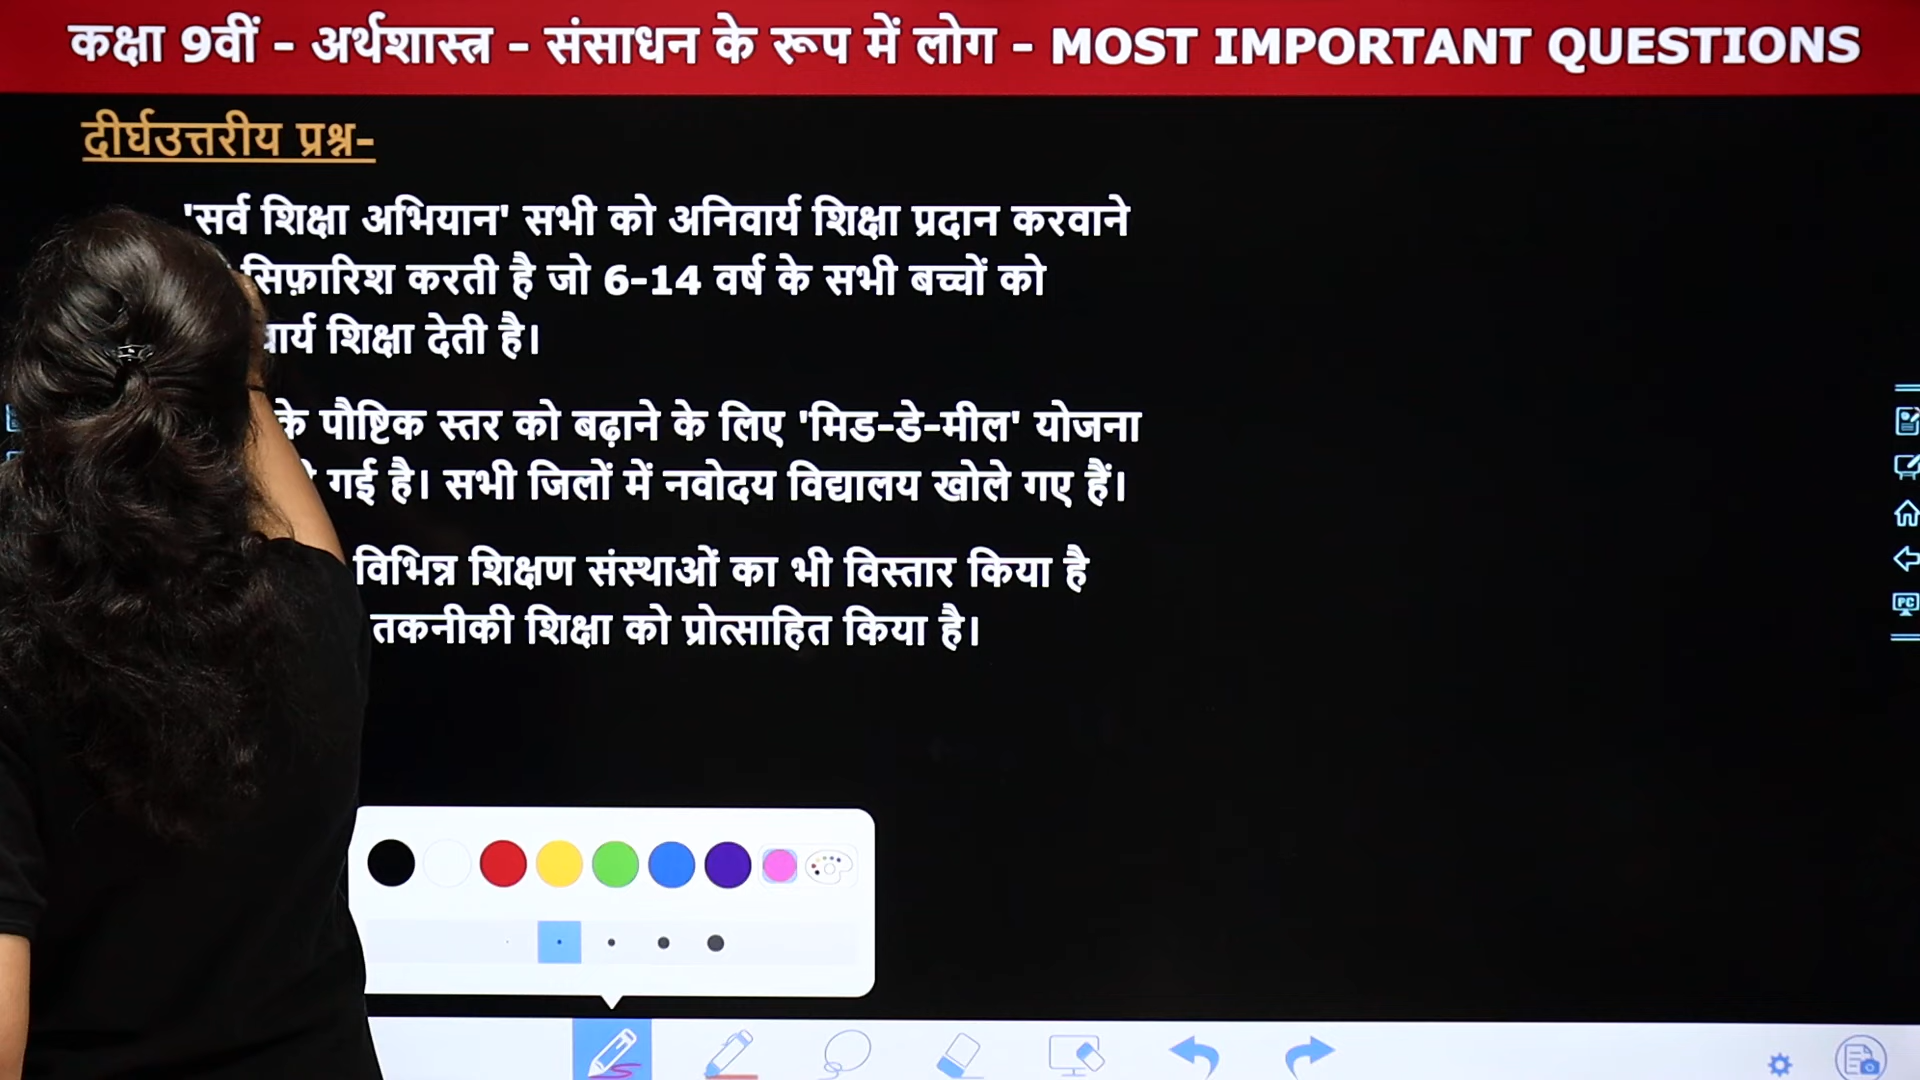 कक्षा 9वीं - अर्थशास्त्र - संसाधन के रूप में लोग - MOST IMPORTANT QUESTIONS
दीर्घउत्तरीय प्रश्न-
'सर्व शिक्षा अभियान' सभी को अनिवार्य शिक्षा प्रदान करवाने
सिफ़ारिश करती है जो 6-14 वर्ष के सभी बच्चों को
शिक्षा देती है।
के पौष्टिक स्तर को बढ़ाने के लिए 'मिड-डे-मील' योजना
गई है। सभी जिलों में नवोदय विद्यालय खोले गए हैं।
विभिन्न शिक्षण संस्थाओं का भी विस्तार किया है
तकनीकी शिक्षा को प्रोत्साहित किया है।
PC